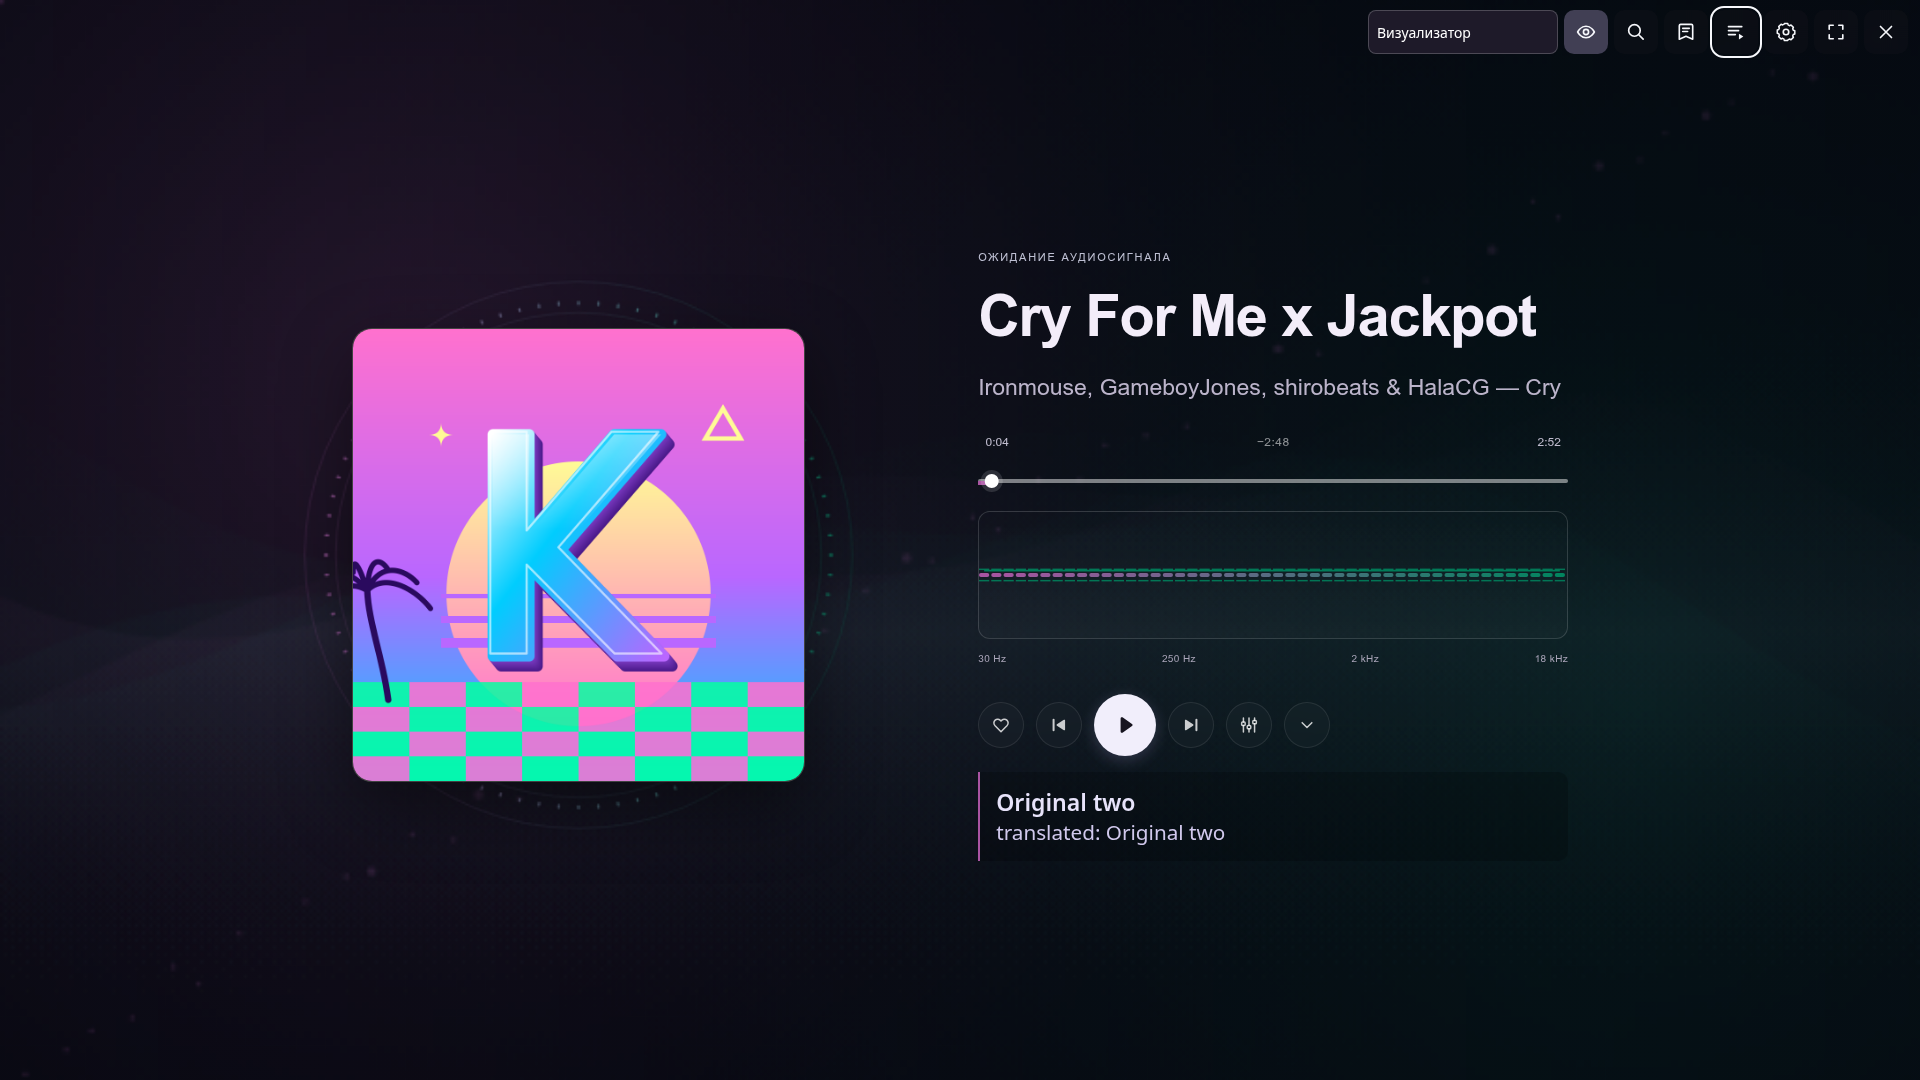 Визуализатор
ОЖИДАНИЕ АУДИОСИГНАЛА
Cry For Me x Jackpot
Ironmouse, GameboyJones, shirobeats & HalaCG — Cry
0:04 −2:48 2:52
30 Hz 250 Hz 2 kHz 18 kHz
Original two
translated: Original two
K